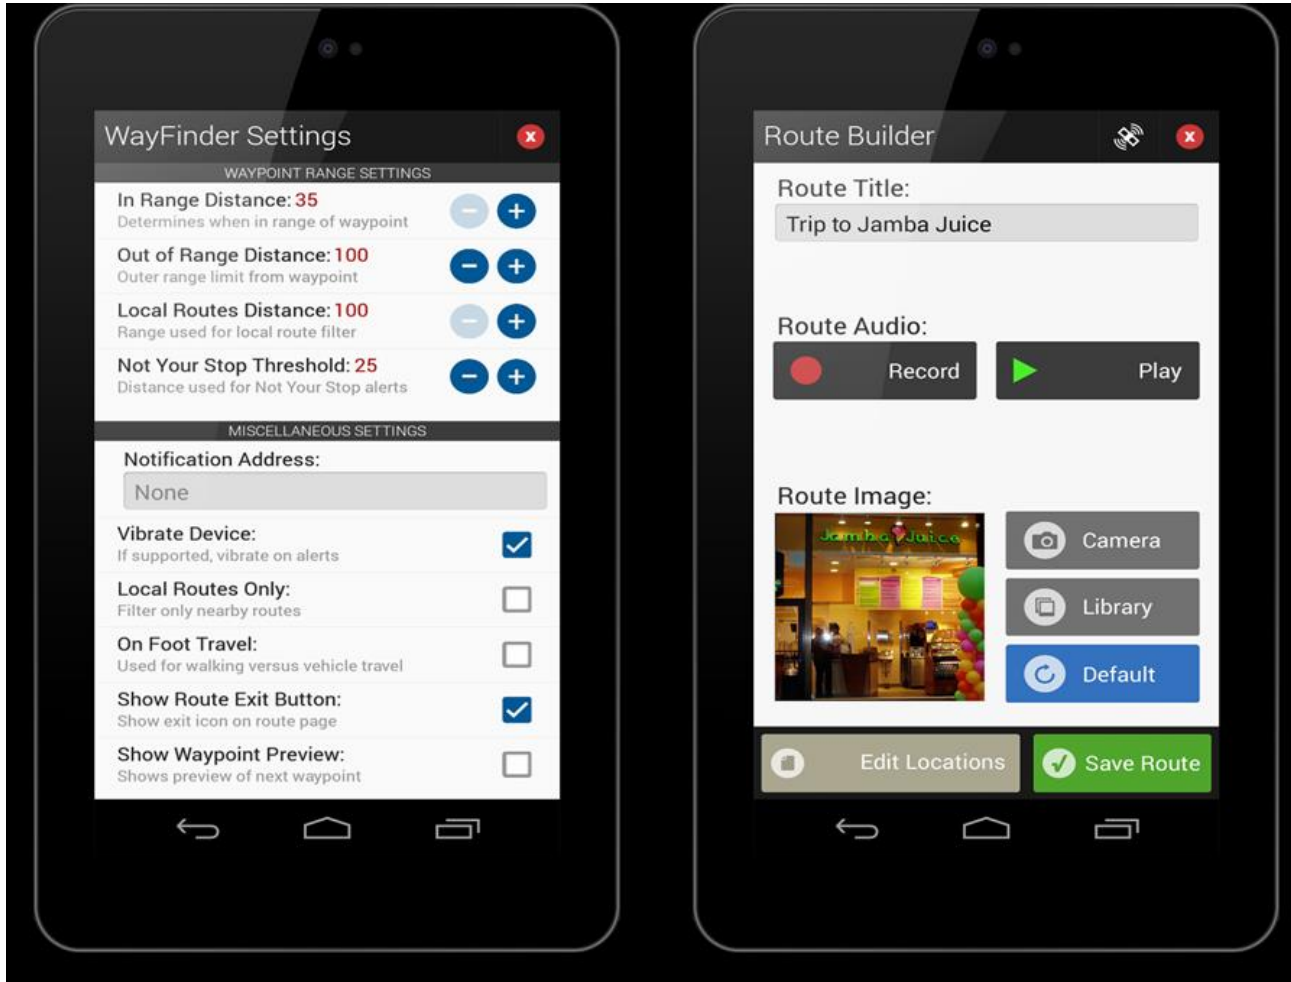 WayFinder Settings
WAYPOINT RANGE SETTINGS
In Range Distance: 35
Determines when in range of waypoint
Out of Range Distance: 100
Outer range limit from waypoint
Local Routes Distance: 100
Range used for local route filter
Not Your Stop Threshold: 25
Distance used for Not Your Stop alerts
MISCELLANEOUS SETTINGS
Notification Address:
None
Vibrate Device:
If supported, vibrate on alerts
Local Routes Only:
Filter only nearby routes
On Foot Travel:
Used for walking versus vehicle travel
Show Route Exit Button:
Show exit icon on route page
Show Waypoint Preview:
Shows preview of next waypoint
Route Builder
Route Title:
Trip to Jamba Juice
Route Audio:
Record
Play
Route Image:
Jamba Juice
Camera
Library
Default
Edit Locations
Save Route